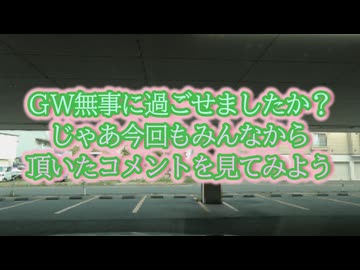 GW無事に過ごせましたか？
じゃあ今回もみんなから
頂いたコメントを見てみよう